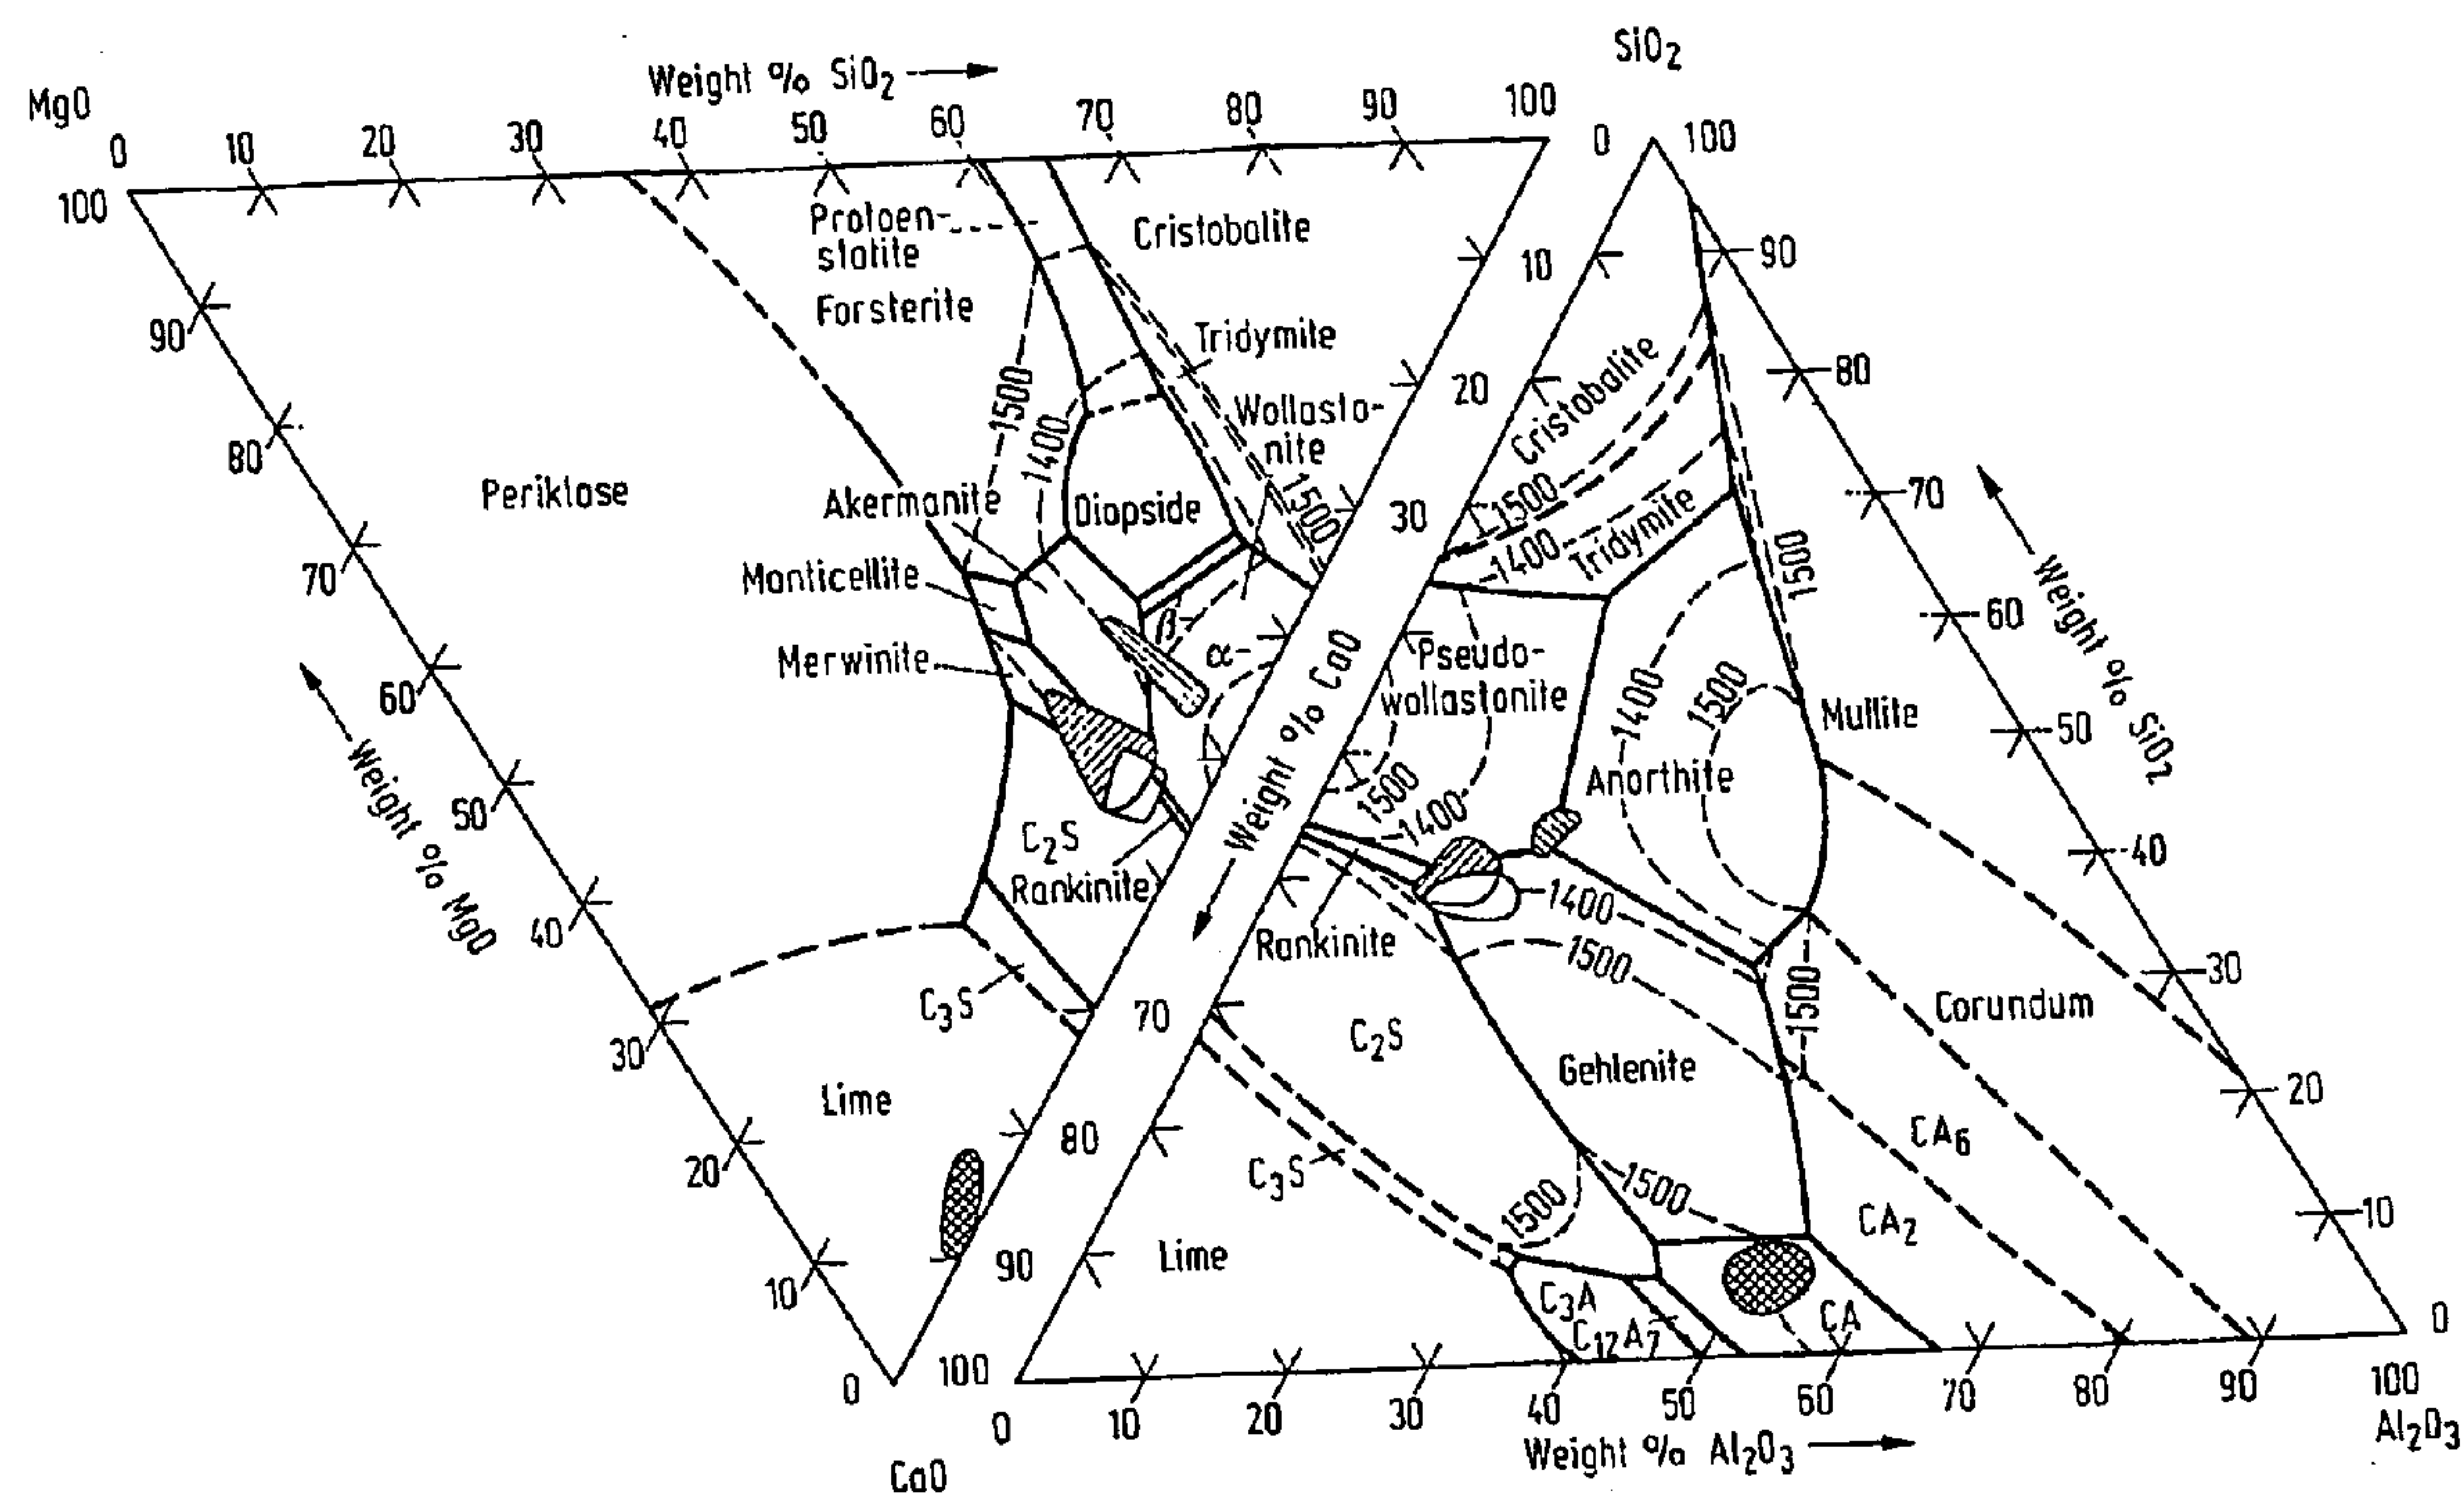 Weight % SiO₂
MgO
0
10
20
30
40
50
60
70
80
90
100
SiO₂
0
100
100
Protoen-
statite
Cristobalite
10
90
Forsterite
90
Tridymite
Cristobalite
20
80
1500
1400
Wollasto-
nite
80
Periklase
Akermanite
Diopside
1500
30
1500
70
1400
Tridymite
1500
Weight % SiO₂
70
Monticellite
60
β-
α-
Merwinite
Pseudo-
wollastonite
1400
1500
Mullite
60
Weight % CaO
50
Weight % MgO
50
1500
1400
Anorthite
C₂S
40
Rankinite
1400
40
Rankinite
1500
1500
30
C₃S
70
C₂S
Corundum
30
Gehlenite
Lime
80
20
CA₆
20
C₃S
1500
1500
CA₂
10
90
Lime
10
C₃A
C₁₂A₇
CA
0
100
0
0
10
20
30
40
50
60
70
80
90
100
Al₂O₃
Weight % Al₂O₃
CaO